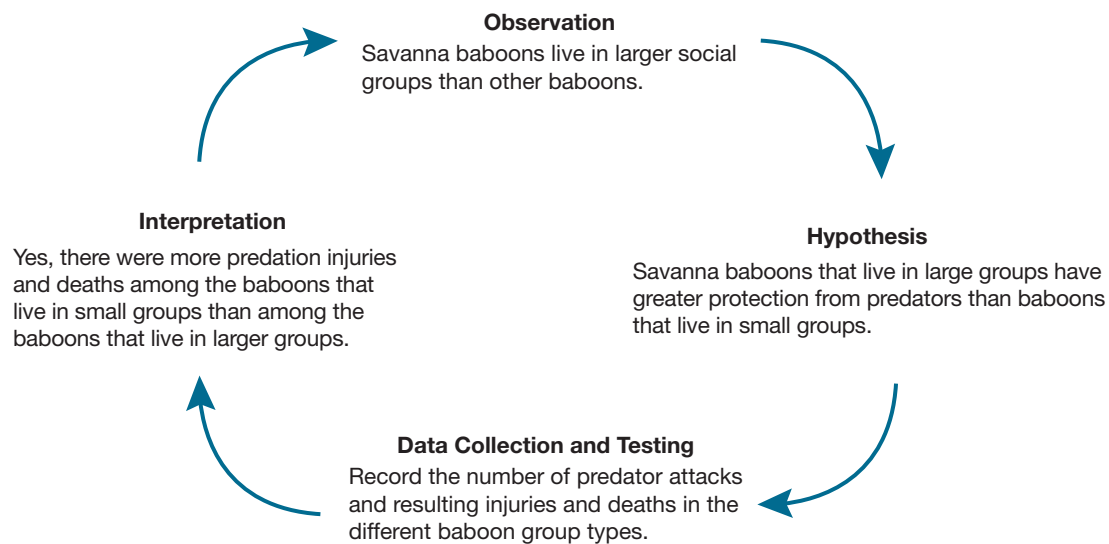 Observation
Savanna baboons live in larger social
groups than other baboons.
Hypothesis
Savanna baboons that live in large groups have
greater protection from predators than baboons
that live in small groups.
Data Collection and Testing
Record the number of predator attacks
and resulting injuries and deaths in the
different baboon group types.
Interpretation
Yes, there were more predation injuries
and deaths among the baboons that
live in small groups than among the
baboons that live in larger groups.